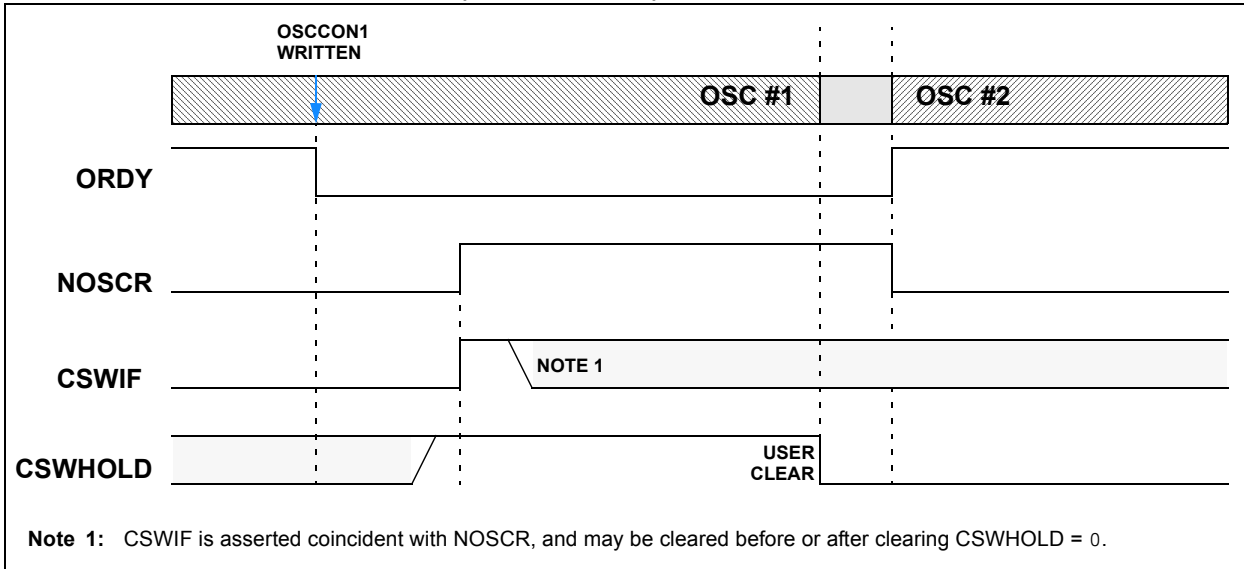 OSCCON1
WRITTEN
OSC #1
OSC #2
ORDY
NOSCR
CSWIF
NOTE 1
CSWHOLD
USER
CLEAR
Note 1: CSWIF is asserted coincident with NOSCR, and may be cleared before or after clearing CSWHOLD = 0.